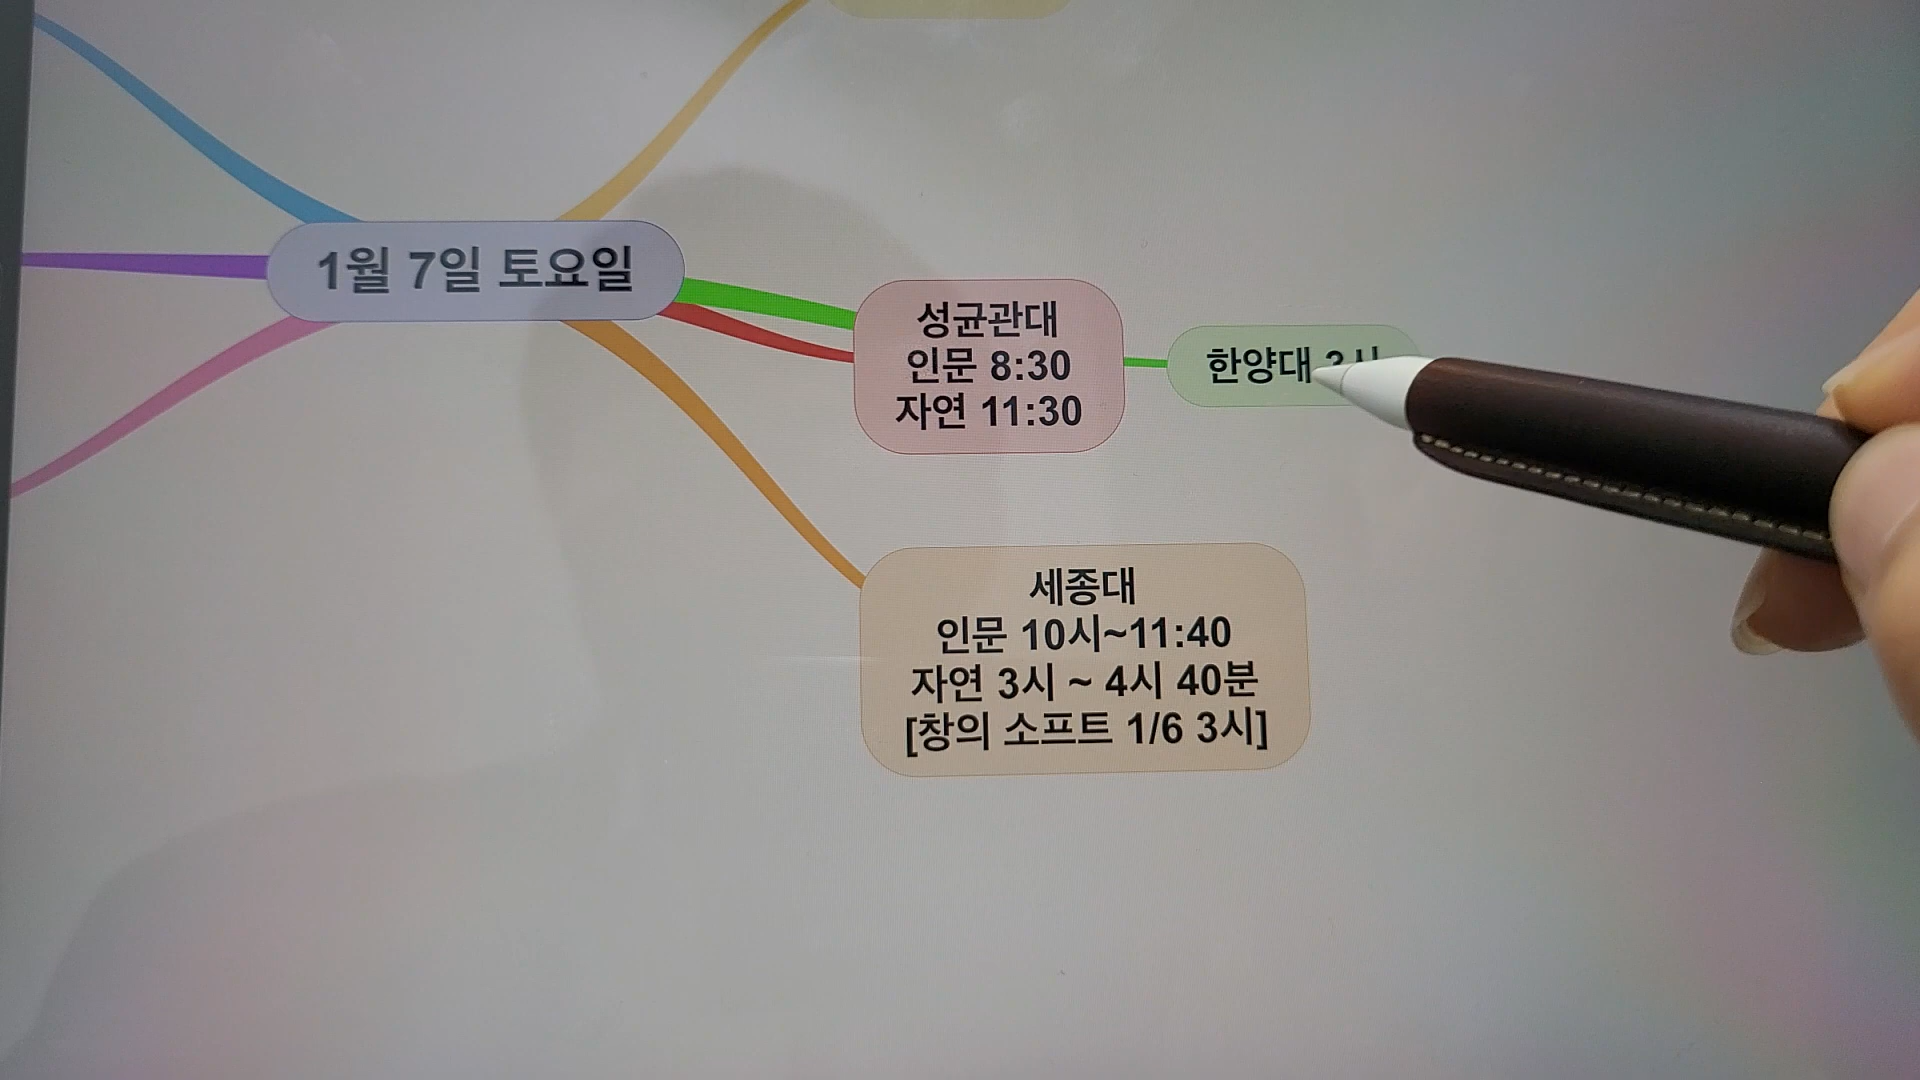 1월 7일 토요일
성균관대
인문 8:30
자연 11:30
한양대
세종대
인문 10시~11:40
자연 3시 ~ 4시 40분
[창의 소프트 1/6 3시]